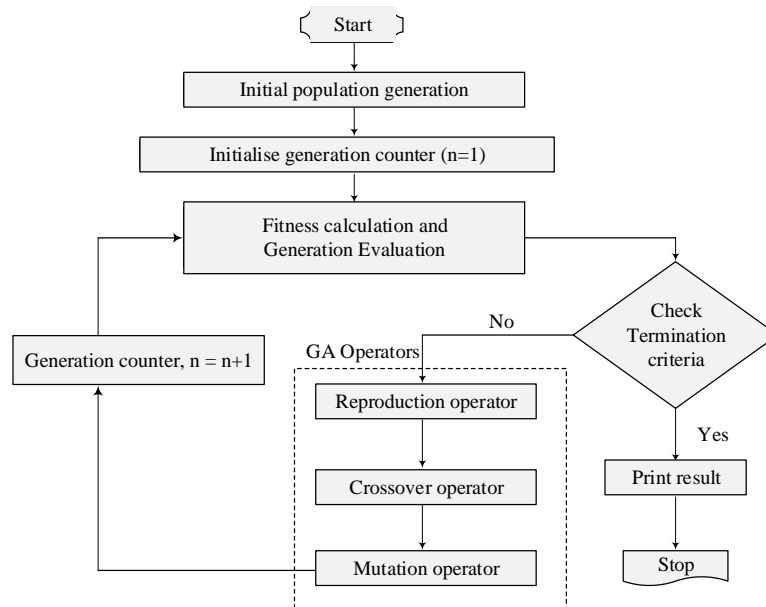 Start
Initial population generation
Initialise generation counter (n=1)
Fitness calculation and
Generation Evaluation
Check
Termination
criteria
No
GA Operators
Generation counter, n = n+1
Reproduction operator
Yes
Crossover operator
Print result
Mutation operator
Stop